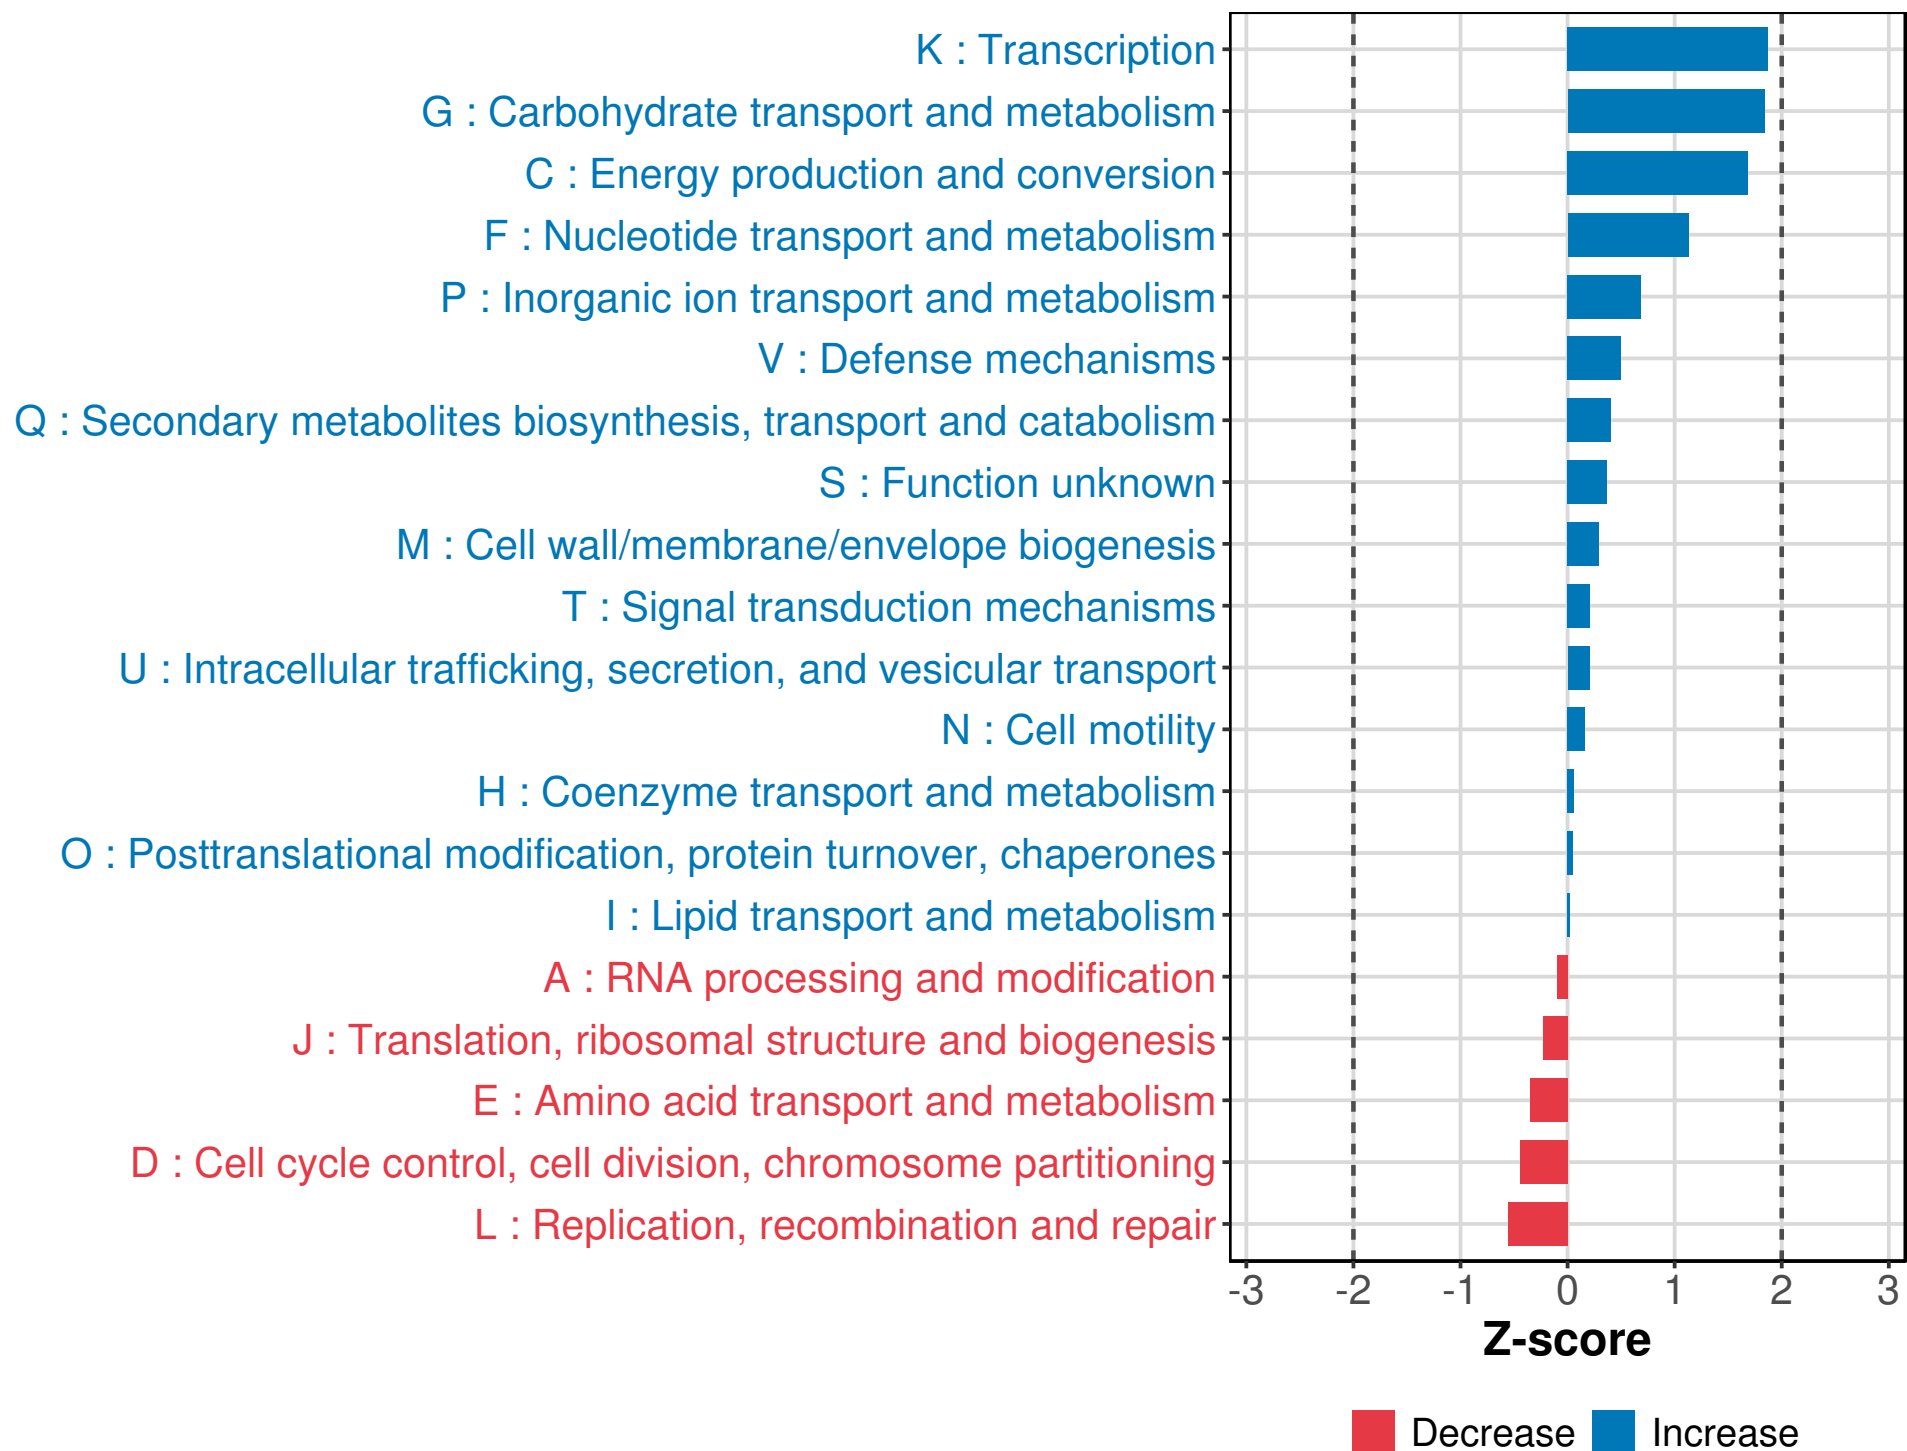 K : Transcription
G : Carbohydrate transport and metabolism
C : Energy production and conversion
F : Nucleotide transport and metabolism
P : Inorganic ion transport and metabolism
V : Defense mechanisms
Q : Secondary metabolites biosynthesis, transport and catabolism
S : Function unknown
M : Cell wall/membrane/envelope biogenesis
T : Signal transduction mechanisms
U : Intracellular trafficking, secretion, and vesicular transport
N : Cell motility
H : Coenzyme transport and metabolism
O : Posttranslational modification, protein turnover, chaperones
I : Lipid transport and metabolism
A : RNA processing and modification
J : Translation, ribosomal structure and biogenesis
E : Amino acid transport and metabolism
D : Cell cycle control, cell division, chromosome partitioning
L : Replication, recombination and repair
-3 -2 -1 0 1 2 3
Z-score
Decrease Increase